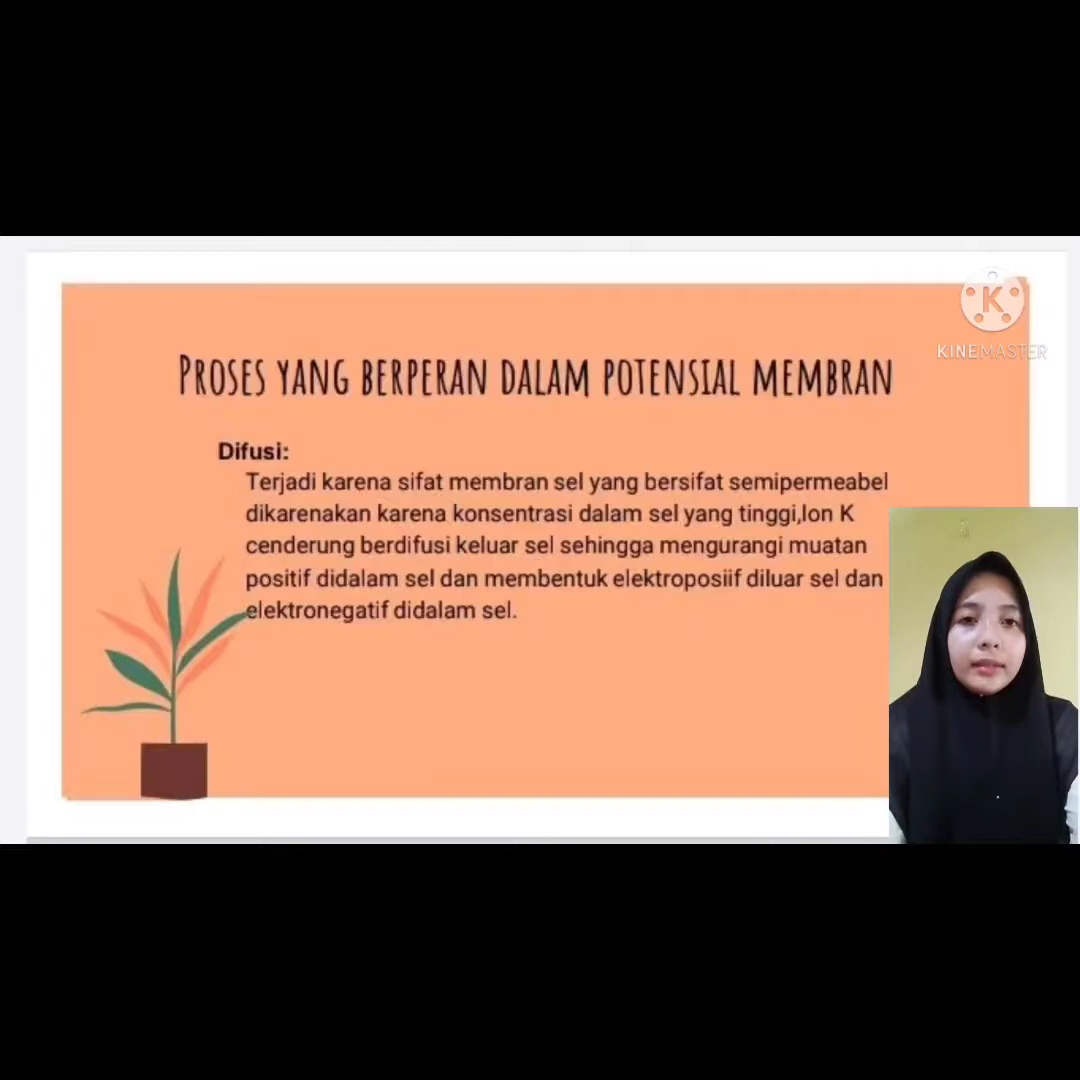 K
KINEMASTER
PROSES YANG BERPERAN DALAM POTENSIAL MEMBRAN
Difusi:
Terjadi karena sifat membran sel yang bersifat semipermeabel
dikarenakan karena konsentrasi dalam sel yang tinggi,Ion K
cenderung berdifusi keluar sel sehingga mengurangi muatan
positif didalam sel dan membentuk elektroposiif diluar sel dan
elektronegatif didalam sel.